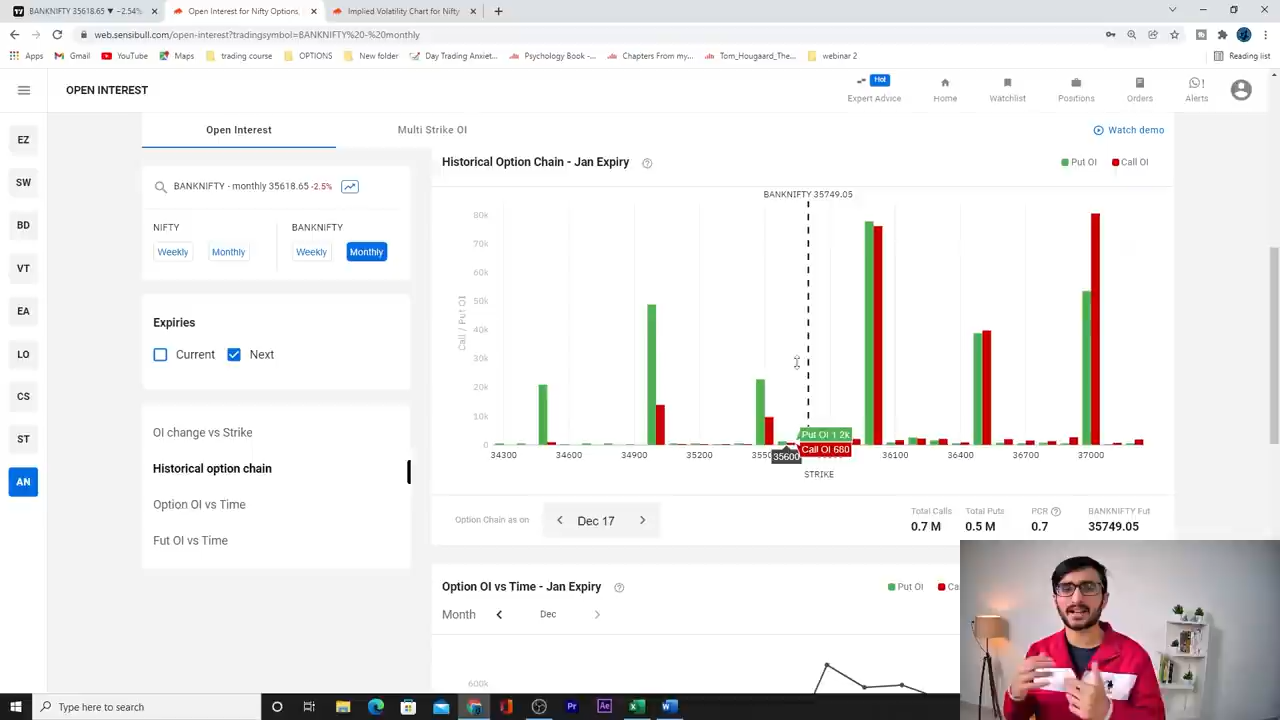 BANKNIFTY 35618.65 ▼ -2.54%
Open Interest for Nifty Options,
Implied Volatility Chart for Nifty
web.sensibull.com/open-interest?tradingsymbol=BANKNIFTY%20-%20monthly
Apps
Gmail
YouTube
Maps
trading course
OPTIONS
New folder
Day Trading Anxiet...
Psychology Book -...
Chapters From my...
Tom_Hougaard_The...
webinar 2
Reading list
OPEN INTEREST
Hot
Expert Advice
Home
Watchlist
Positions
Orders
Alerts
EZ
SW
BD
VT
EA
LO
CS
ST
AN
Open Interest
Multi Strike OI
Watch demo
BANKNIFTY - monthly 35618.65 -2.5%
NIFTY
BANKNIFTY
Weekly
Monthly
Weekly
Monthly
Expiries
Current
Next
OI change vs Strike
Historical option chain
Option OI vs Time
Fut OI vs Time
Historical Option Chain - Jan Expiry
Put OI
Call OI
BANKNIFTY 35749.05
Call / Put OI
80k
70k
60k
50k
40k
30k
20k
10k
0
Put OI 1.2k
Call OI 680
34300
34600
34900
35200
35600
36100
36400
36700
37000
STRIKE
Option Chain as on
Dec 17
Total Calls
0.7 M
Total Puts
0.5 M
PCR
0.7
BANKNIFTY Fut
35749.05
Option OI vs Time - Jan Expiry
Put OI
Ca
Month
Dec
600k
Type here to search